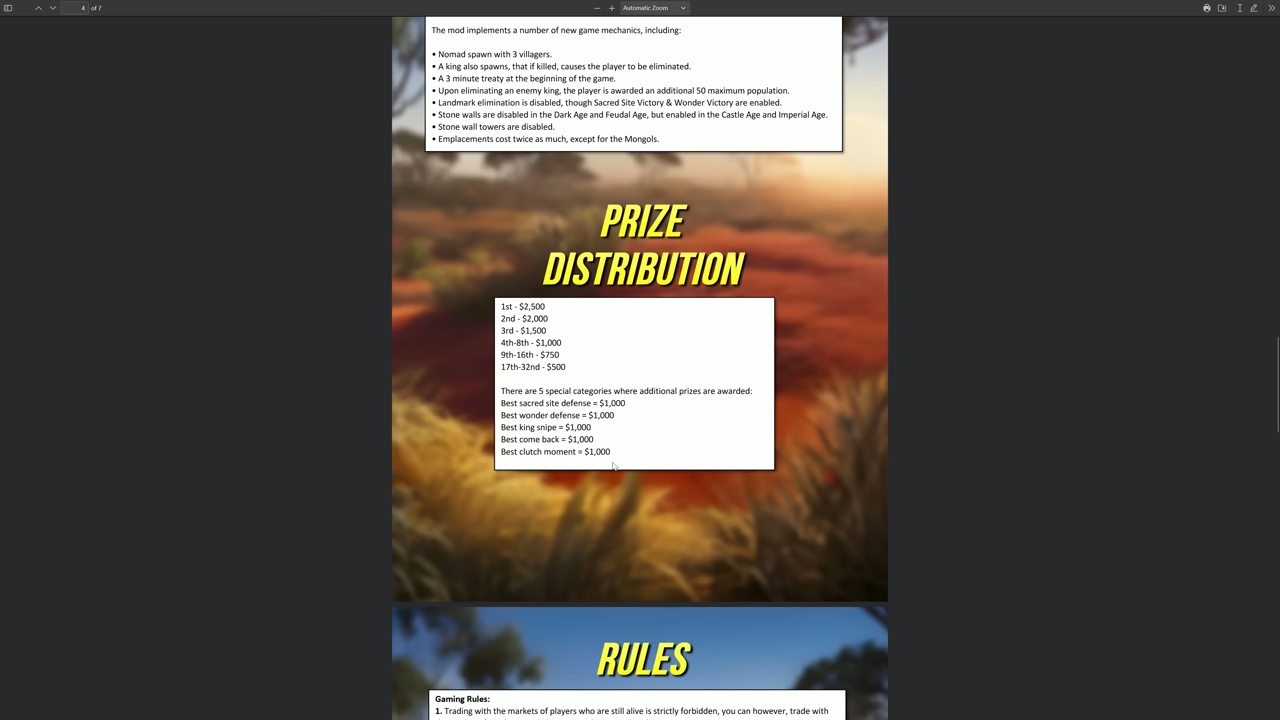 4 of 7
Automatic Zoom
The mod implements a number of new game mechanics, including:
• Nomad spawn with 3 villagers.
• A king also spawns, that if killed, causes the player to be eliminated.
• A 3 minute treaty at the beginning of the game.
• Upon eliminating an enemy king, the player is awarded an additional 50 maximum population.
• Landmark elimination is disabled, though Sacred Site Victory & Wonder Victory are enabled.
• Stone walls are disabled in the Dark Age and Feudal Age, but enabled in the Castle Age and Imperial Age.
• Stone wall towers are disabled.
• Emplacements cost twice as much, except for the Mongols.
PRIZE
DISTRIBUTION
1st - $2,500
2nd - $2,000
3rd - $1,500
4th-8th - $1,000
9th-16th - $750
17th-32nd - $500
There are 5 special categories where additional prizes are awarded:
Best sacred site defense = $1,000
Best wonder defense = $1,000
Best king snipe = $1,000
Best come back = $1,000
Best clutch moment = $1,000
RULES
Gaming Rules:
1. Trading with the markets of players who are still alive is strictly forbidden, you can however, trade with